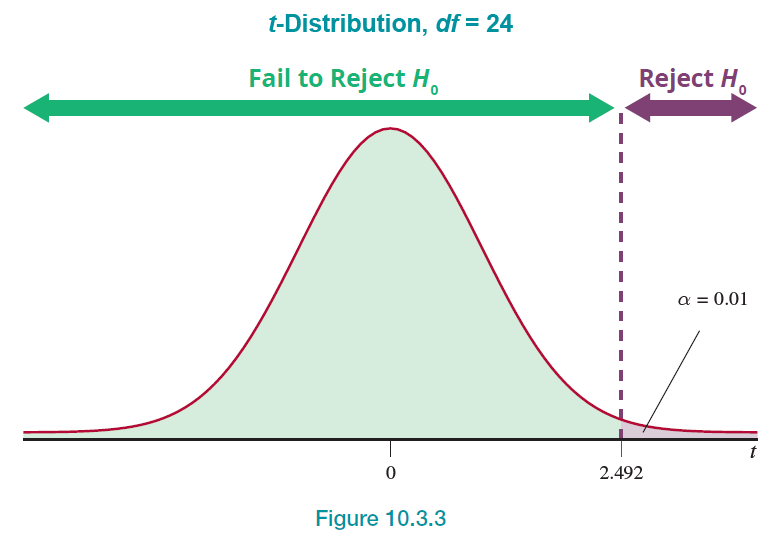 t-Distribution, df = 24
Fail to Reject H₀
Reject H₀
α = 0.01
t
0
2.492
Figure 10.3.3